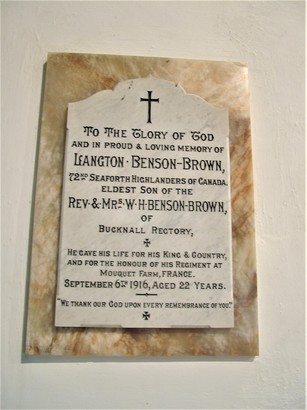 TO THE GLORY OF GOD
AND IN PROUD & LOVING MEMORY OF
LANGTON · BENSON-BROWN,
72ND SEAFORTH HIGHLANDERS OF CANADA.
ELDEST SON OF THE
REV. & MRS. W·H·BENSON-BROWN,
OF
BUCKNALL RECTORY,
HE GAVE HIS LIFE FOR HIS KING & COUNTRY,
AND FOR THE HONOUR OF HIS REGIMENT AT
MOUQUET FARM, FRANCE.
SEPTEMBER 6TH 1916, AGED 22 YEARS.
"WE THANK OUR GOD UPON EVERY REMEMBRANCE OF YOU."